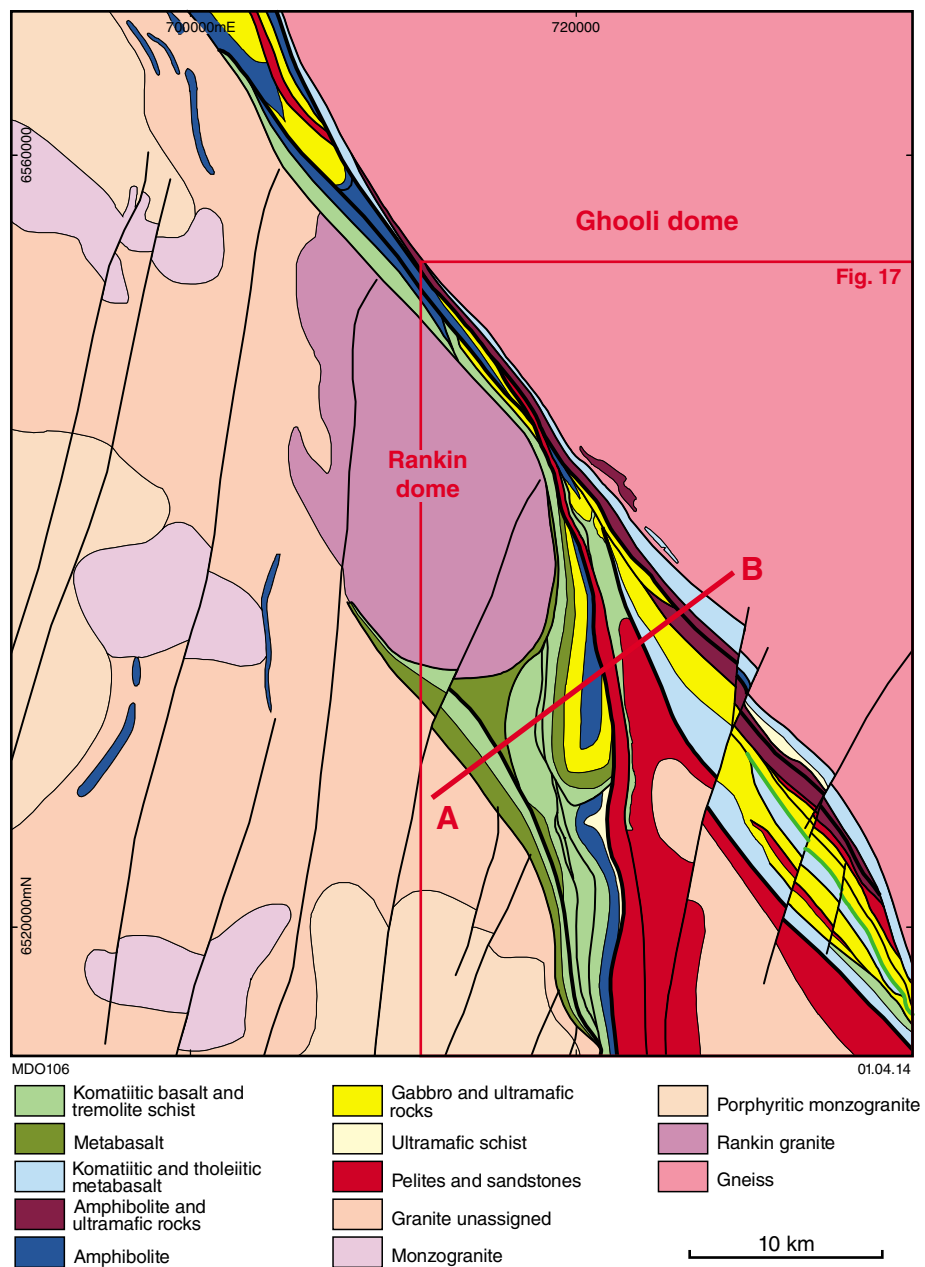 700000mE
720000
6560000
Ghooli dome
Fig. 17
Rankin
dome
B
A
6520000mN
MDO106
01.04.14
Komatiitic basalt and
tremolite schist
Metabasalt
Komatiitic and tholeiitic
metabasalt
Amphibolite and
ultramafic rocks
Amphibolite
Gabbro and ultramafic
rocks
Ultramafic schist
Pelites and sandstones
Granite unassigned
Monzogranite
Porphyritic monzogranite
Rankin granite
Gneiss
10 km